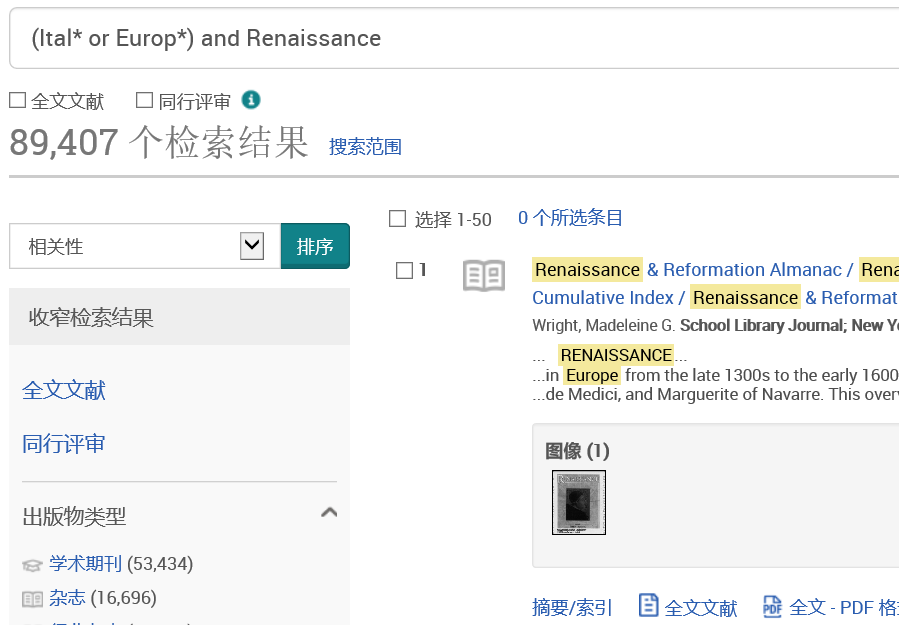 (Ital* or Europ*) and Renaissance
全文文献 同行评审
89,407 个检索结果 搜索范围
相关性 排序
选择 1-50 0 个所选条目
1
Renaissance & Reformation Almanac / Rena
Cumulative Index / Renaissance & Reformat
Wright, Madeleine G. School Library Journal; New Yo
... RENAISSANCE...
...in Europe from the late 1300s to the early 1600
...de Medici, and Marguerite of Navarre. This over
图像 (1)
摘要/索引 全文文献 全文 - PDF 格
收窄检索结果
全文文献
同行评审
出版物类型
学术期刊 (53,434)
杂志 (16,696)